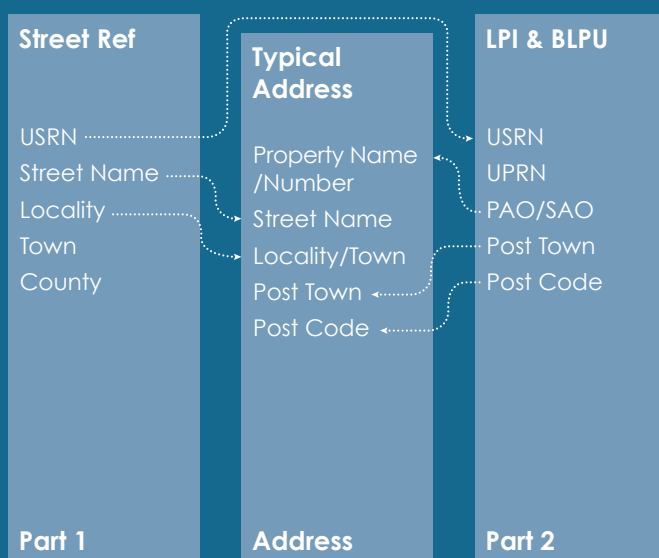 Street Ref
USRN
Street Name
Locality
Town
County
Part 1
Typical
Address
Property Name
/Number
Street Name
Locality/Town
Post Town
Post Code
Address
LPI & BLPU
USRN
UPRN
PAO/SAO
Post Town
Post Code
Part 2